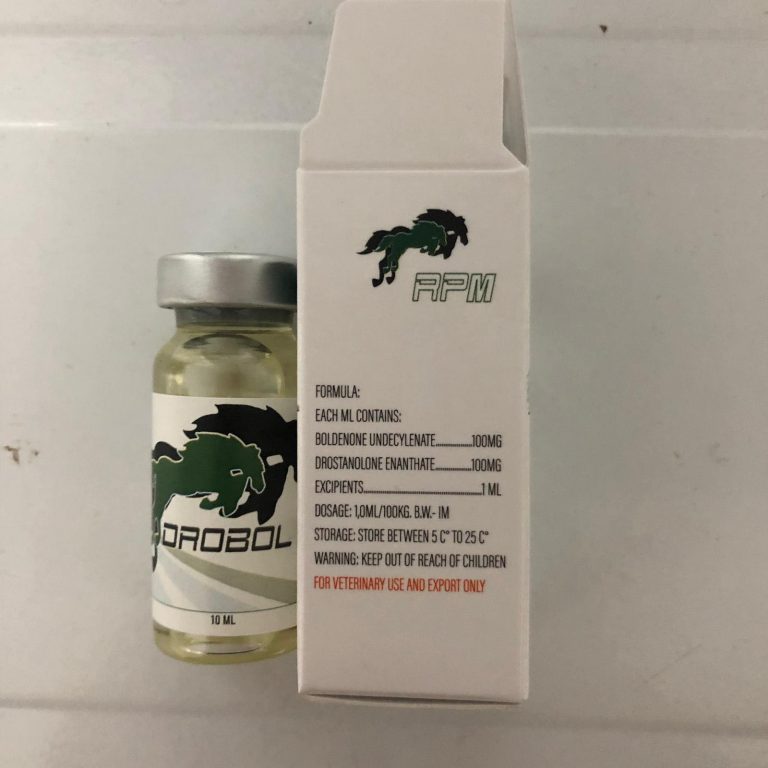 RPM
FORMULA:
EACH ML CONTAINS:
BOLDENONE UNDECYLENATE...............100MG
DROSTANOLONE ENANTHATE...............100MG
EXCIPIENTS..................................................1 ML
DOSAGE: 1,0ML/100KG. B.W.- IM
STORAGE: STORE BETWEEN 5 C° TO 25 C°
WARNING: KEEP OUT OF REACH OF CHILDREN
FOR VETERINARY USE AND EXPORT ONLY
DROBOL
10 ML